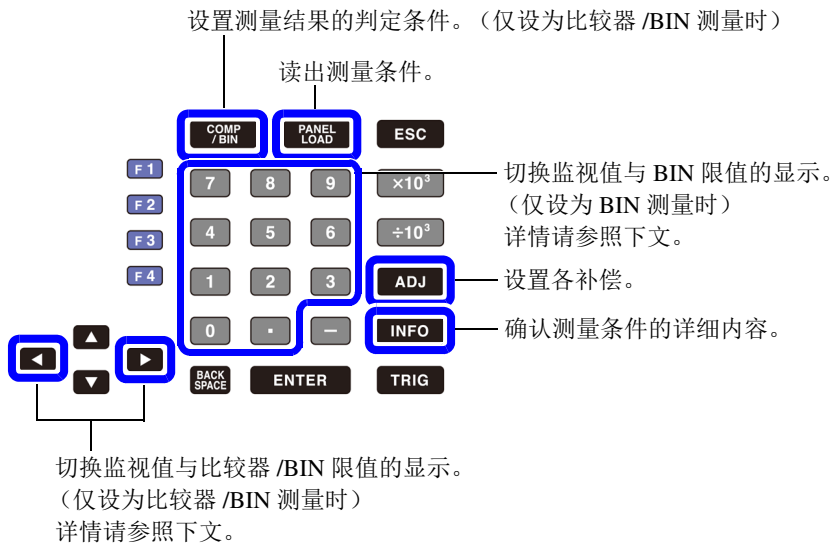 设置测量结果的判定条件。（仅设为比较器 /BIN 测量时）
读出测量条件。
COMP
/ BIN
PANEL
LOAD
ESC
F 1
7
8
9
×10³
切换监视值与 BIN 限值的显示。
（仅设为 BIN 测量时）
详情请参照下文。
F 2
F 3
4
5
6
÷10³
F 4
1
2
3
ADJ
设置各补偿。
0
·
−
INFO
确认测量条件的详细内容。
▲
◀
▶
▼
BACK
SPACE
ENTER
TRIG
切换监视值与比较器 /BIN 限值的显示。
（仅设为比较器 /BIN 测量时）
详情请参照下文。